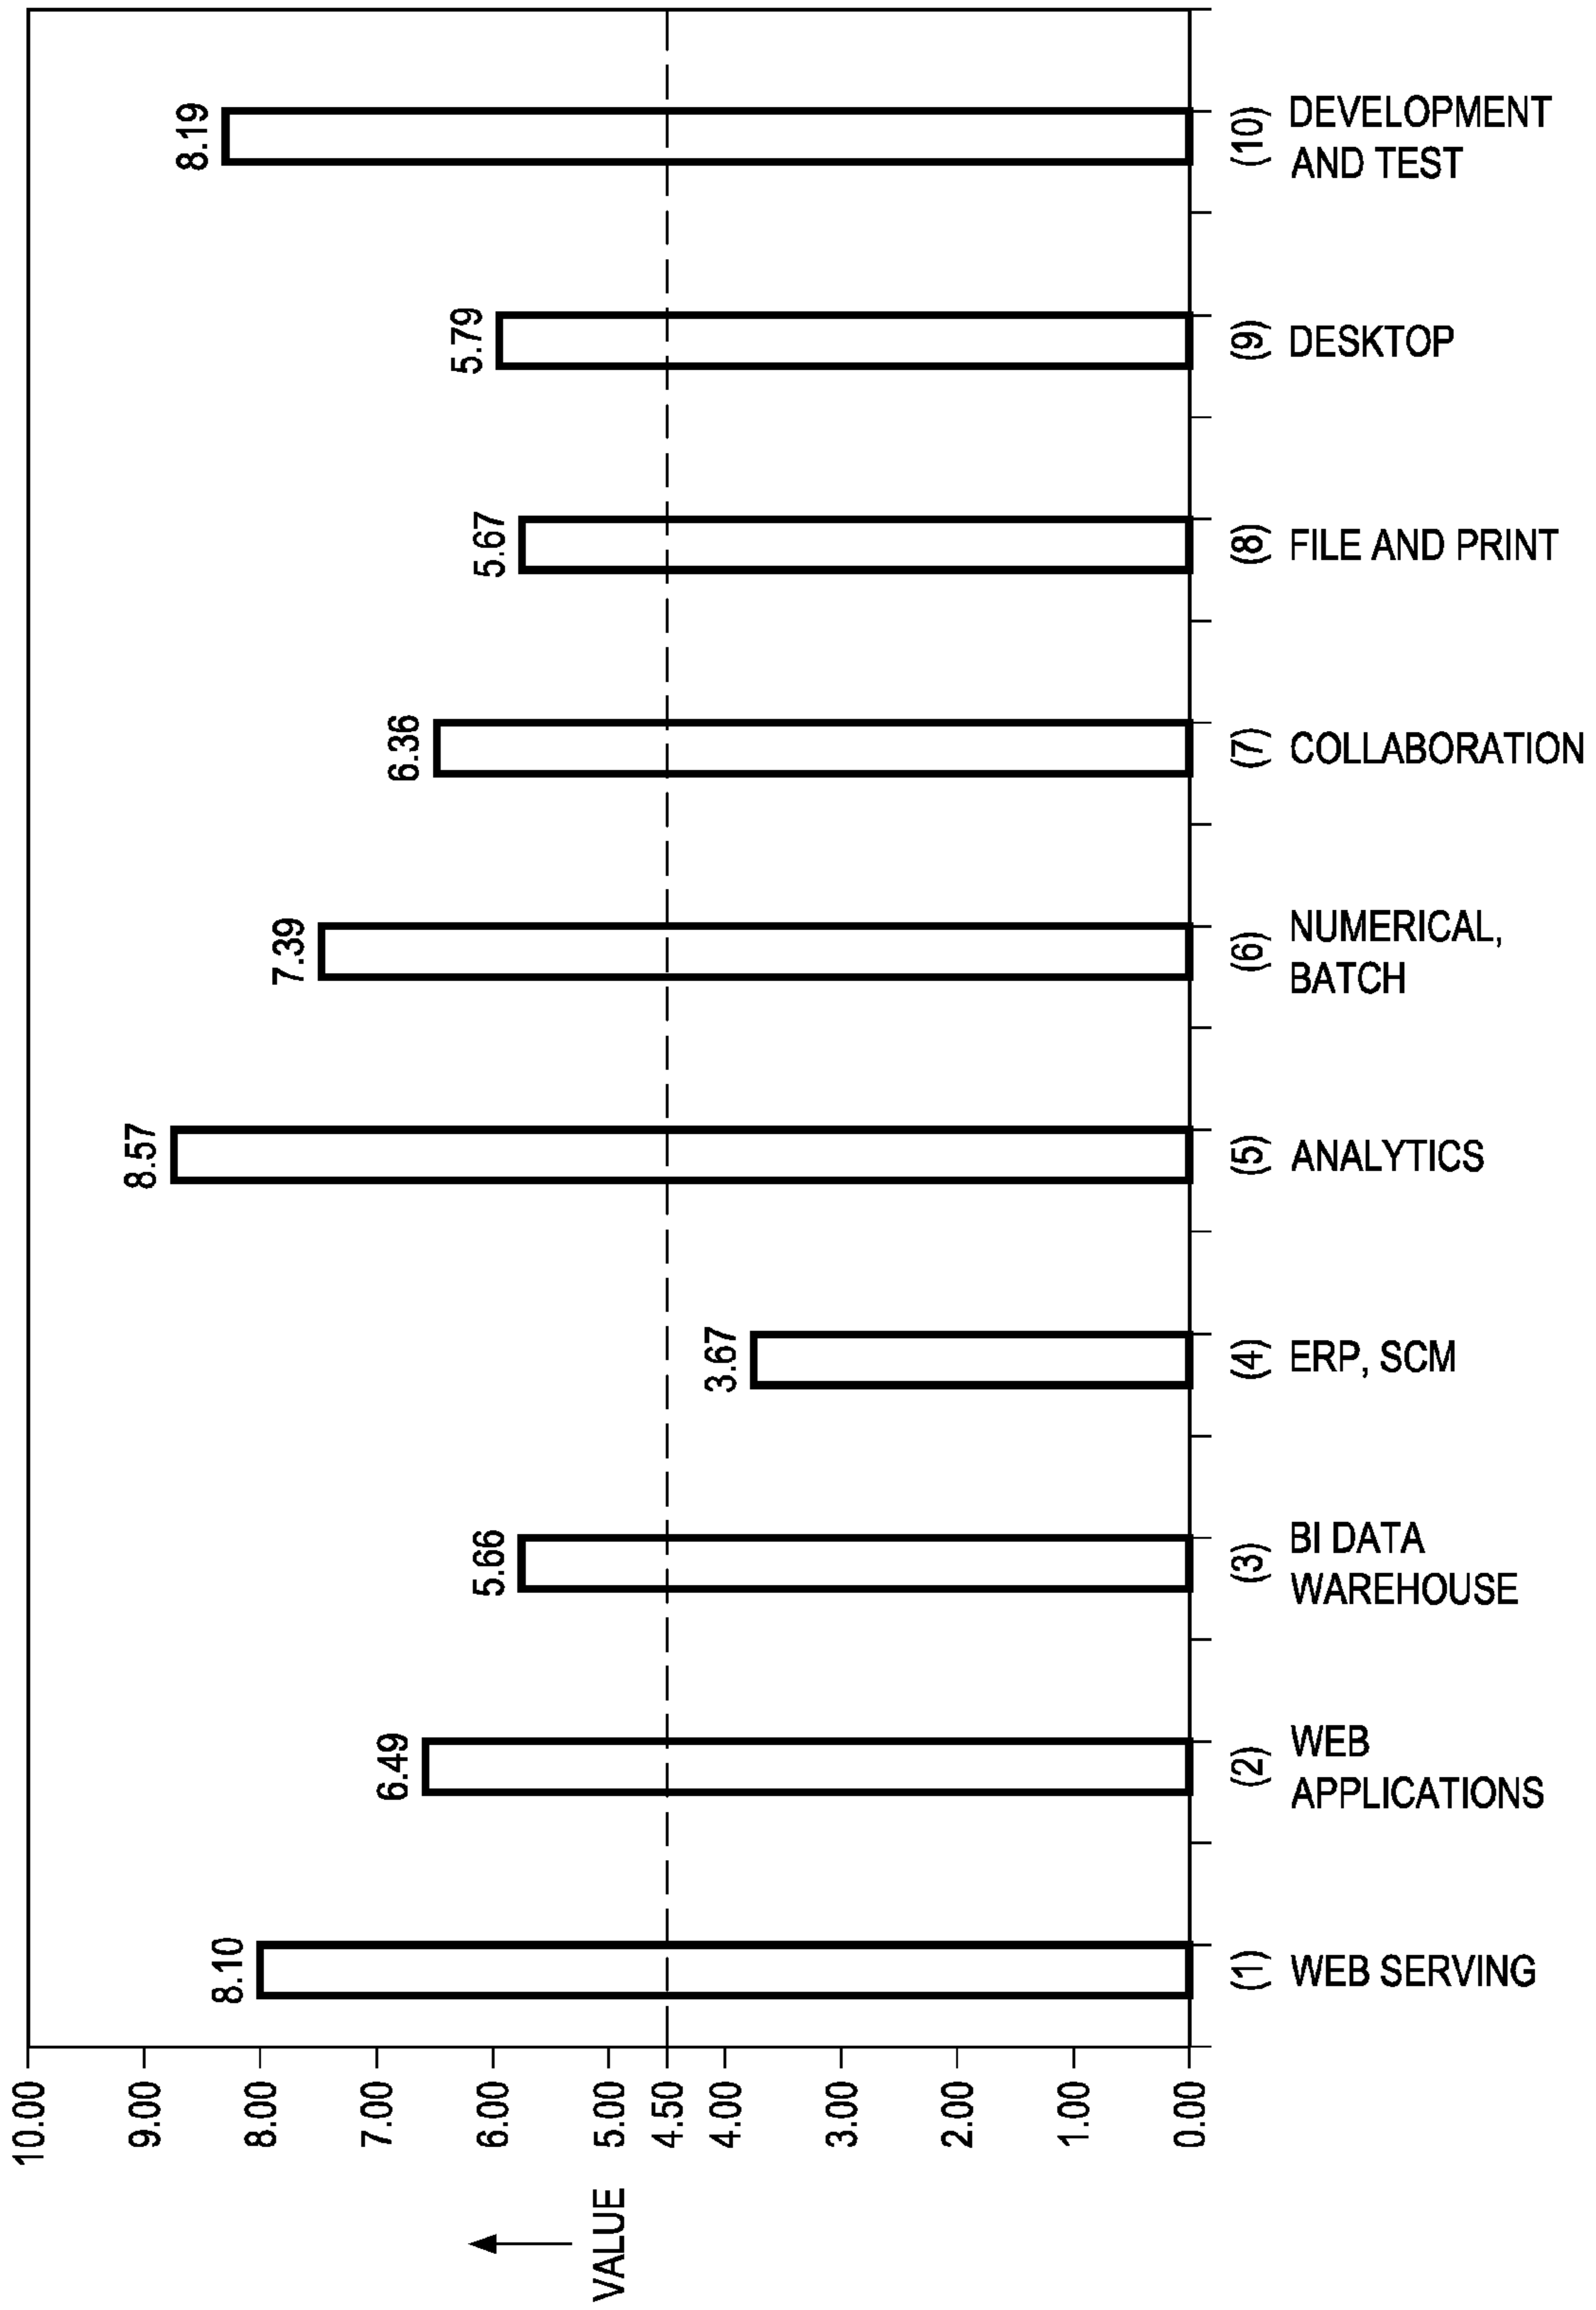 VALUE
10.00
9.00
8.00
7.00
6.00
5.00
4.50
4.00
3.00
2.00
1.00
0.00
8.10
6.49
5.66
3.67
8.57
7.39
6.36
5.67
5.79
8.19
(1)
WEB SERVING
(2)
WEB
APPLICATIONS
(3)
BI DATA
WAREHOUSE
(4)
ERP, SCM
(5)
ANALYTICS
(6)
NUMERICAL,
BATCH
(7)
COLLABORATION
(8)
FILE AND PRINT
(9)
DESKTOP
(10)
DEVELOPMENT
AND TEST